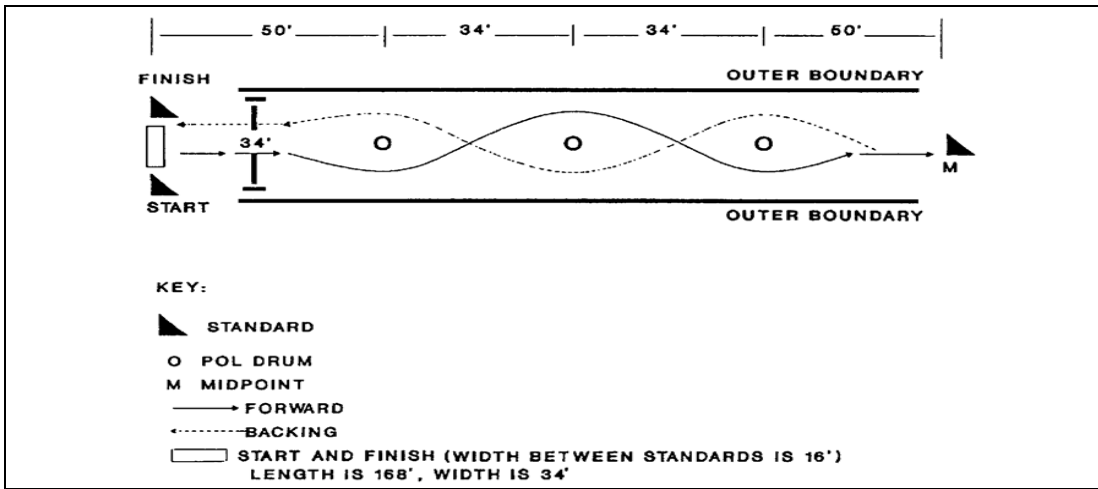 50' 34' 34' 50'
FINISH
OUTER BOUNDARY
34'
O O O
M
START
OUTER BOUNDARY
KEY:
STANDARD
O POL DRUM
M MIDPOINT
FORWARD
BACKING
START AND FINISH (WIDTH BETWEEN STANDARDS IS 16')
LENGTH IS 168', WIDTH IS 34'